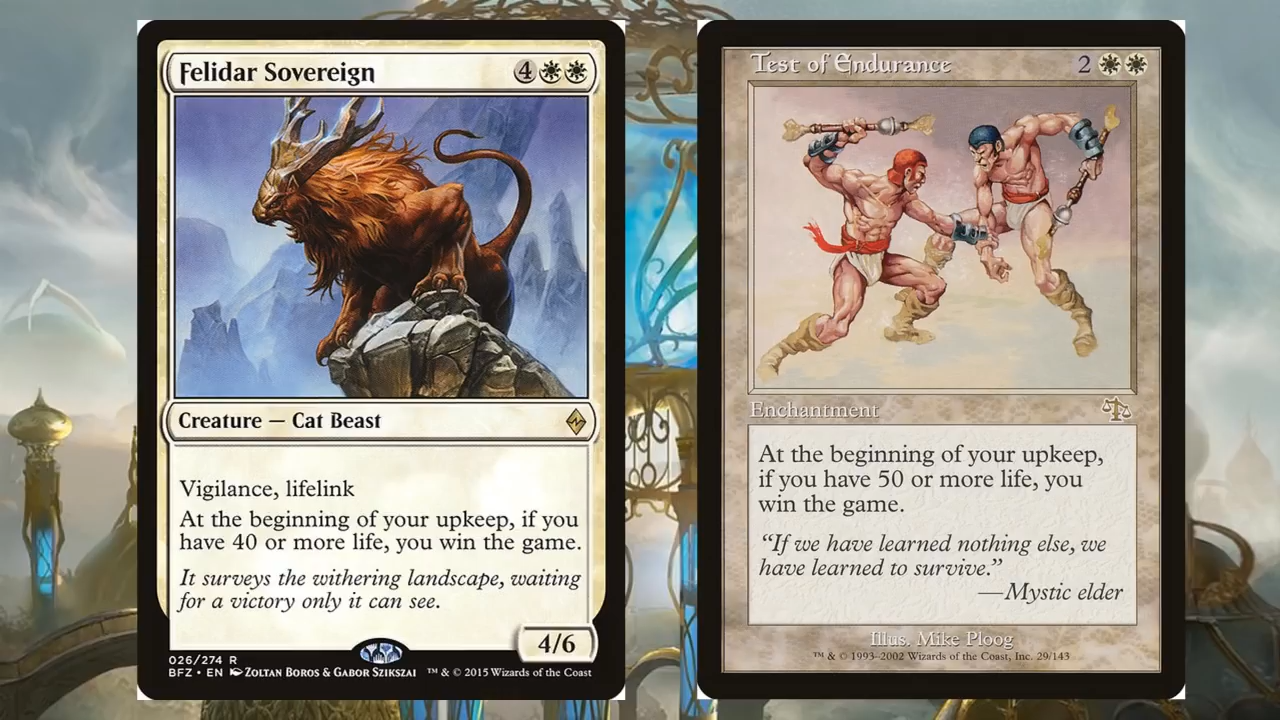 Felidar Sovereign 4
Creature — Cat Beast
Vigilance, lifelink
At the beginning of your upkeep, if you
have 40 or more life, you win the game.
It surveys the withering landscape, waiting
for a victory only it can see.
4/6
026/274 R
BFZ • EN ZOLTAN BOROS & GABOR SZIKSZAI ™ & © 2015 Wizards of the Coast
Test of Endurance 2
Enchantment
At the beginning of your upkeep,
if you have 50 or more life, you
win the game.
“If we have learned nothing else, we
have learned to survive.”
—Mystic elder
Illus. Mike Ploog
™ & © 1993–2002 Wizards of the Coast, Inc. 29/143